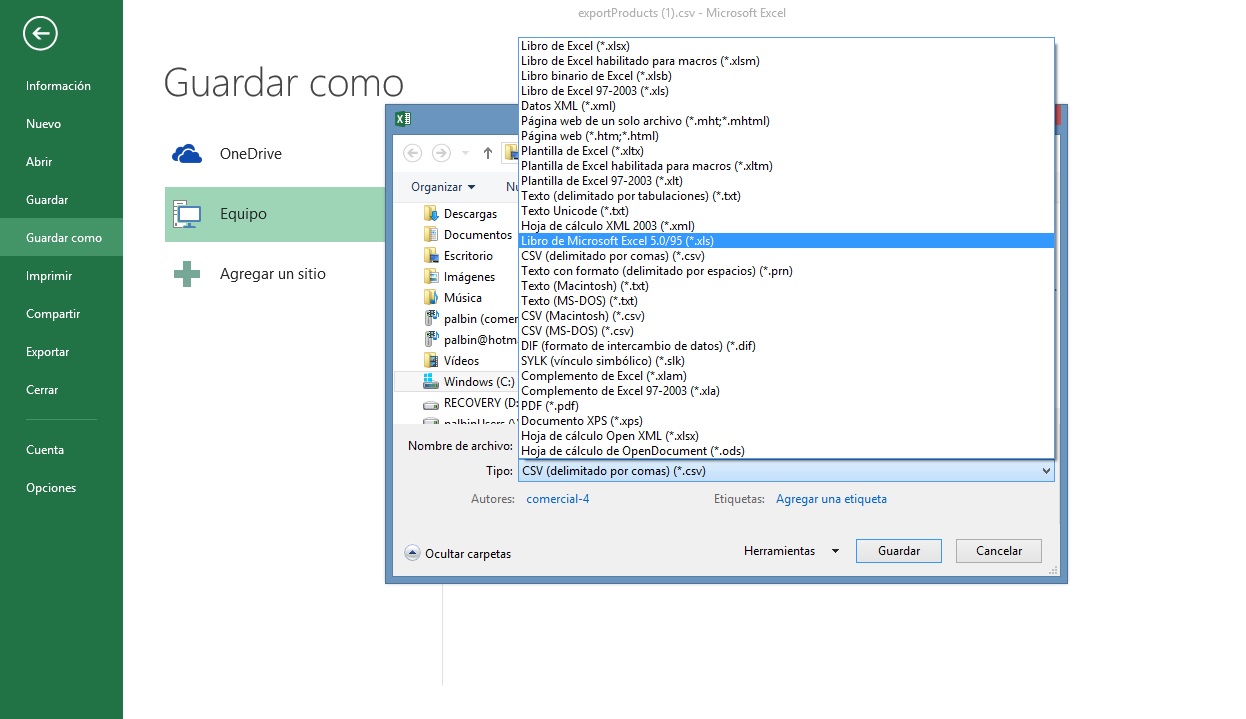 exportProducts (1).csv - Microsoft Excel
Información
Nuevo
Abrir
Guardar
Guardar como
Imprimir
Compartir
Exportar
Cerrar
Cuenta
Opciones
Guardar como
OneDrive
Equipo
Agregar un sitio
Organizar
Descargas
Documentos
Escritorio
Imágenes
Música
palbin (comer
palbin@hotm
Vídeos
Windows (C:)
RECOVERY (D:
Libro de Excel (*.xlsx)
Libro de Excel habilitado para macros (*.xlsm)
Libro binario de Excel (*.xlsb)
Libro de Excel 97-2003 (*.xls)
Datos XML (*.xml)
Página web de un solo archivo (*.mht;*.mhtml)
Página web (*.htm;*.html)
Plantilla de Excel (*.xltx)
Plantilla de Excel habilitada para macros (*.xltm)
Plantilla de Excel 97-2003 (*.xlt)
Texto (delimitado por tabulaciones) (*.txt)
Texto Unicode (*.txt)
Hoja de cálculo XML 2003 (*.xml)
Libro de Microsoft Excel 5.0/95 (*.xls)
CSV (delimitado por comas) (*.csv)
Texto con formato (delimitado por espacios) (*.prn)
Texto (Macintosh) (*.txt)
Texto (MS-DOS) (*.txt)
CSV (Macintosh) (*.csv)
CSV (MS-DOS) (*.csv)
DIF (formato de intercambio de datos) (*.dif)
SYLK (vínculo simbólico) (*.slk)
Complemento de Excel (*.xlam)
Complemento de Excel 97-2003 (*.xla)
PDF (*.pdf)
Documento XPS (*.xps)
Hoja de cálculo Open XML (*.xlsx)
Hoja de cálculo de OpenDocument (*.ods)
Nombre de archivo:
Tipo: CSV (delimitado por comas) (*.csv)
Autores: comercial-4 Etiquetas: Agregar una etiqueta
Ocultar carpetas Herramientas Guardar Cancelar